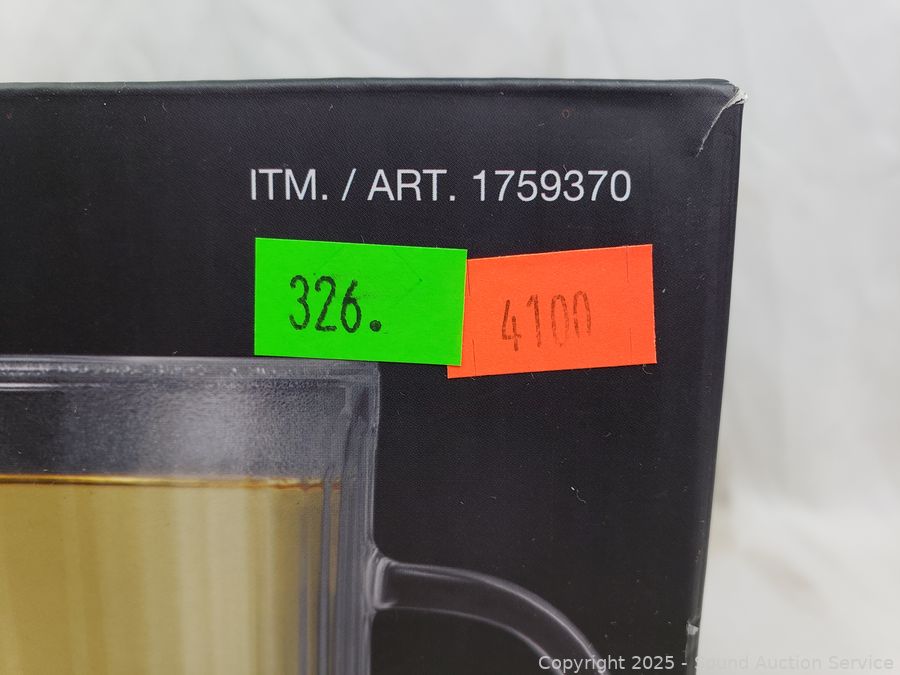 ITM. / ART. 1759370
326.
4100
Copyright 2025 - Sound Auction Service